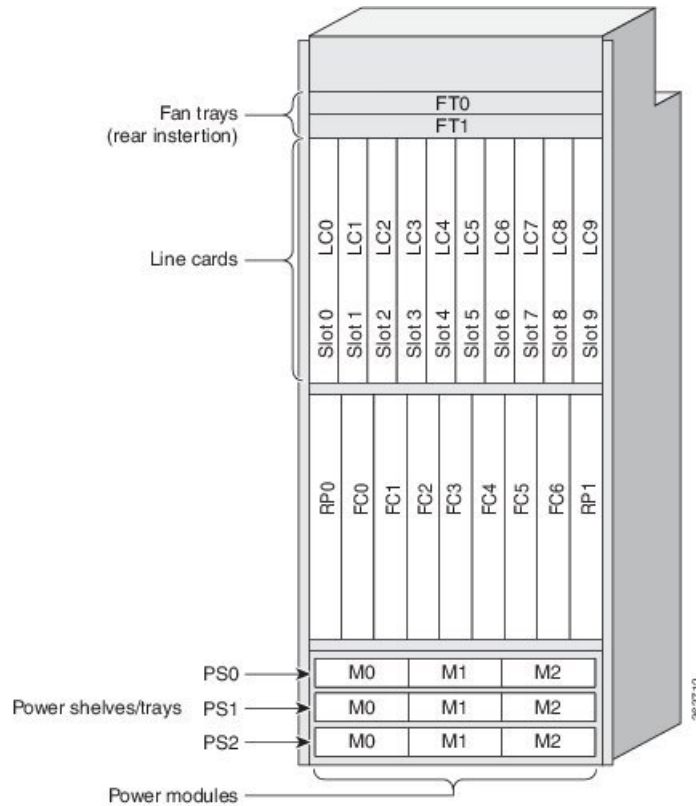 FT0
Fan trays
(rear instertion)
FT1
Line cards
LC0 LC1 LC2 LC3 LC4 LC5 LC6 LC7 LC8 LC9
Slot 0 Slot 1 Slot 2 Slot 3 Slot 4 Slot 5 Slot 6 Slot 7 Slot 8 Slot 9
RP0 FC0 FC1 FC2 FC3 FC4 FC5 FC6 RP1
PS0 M0 M1 M2
Power shelves/trays PS1 M0 M1 M2
PS2 M0 M1 M2
Power modules